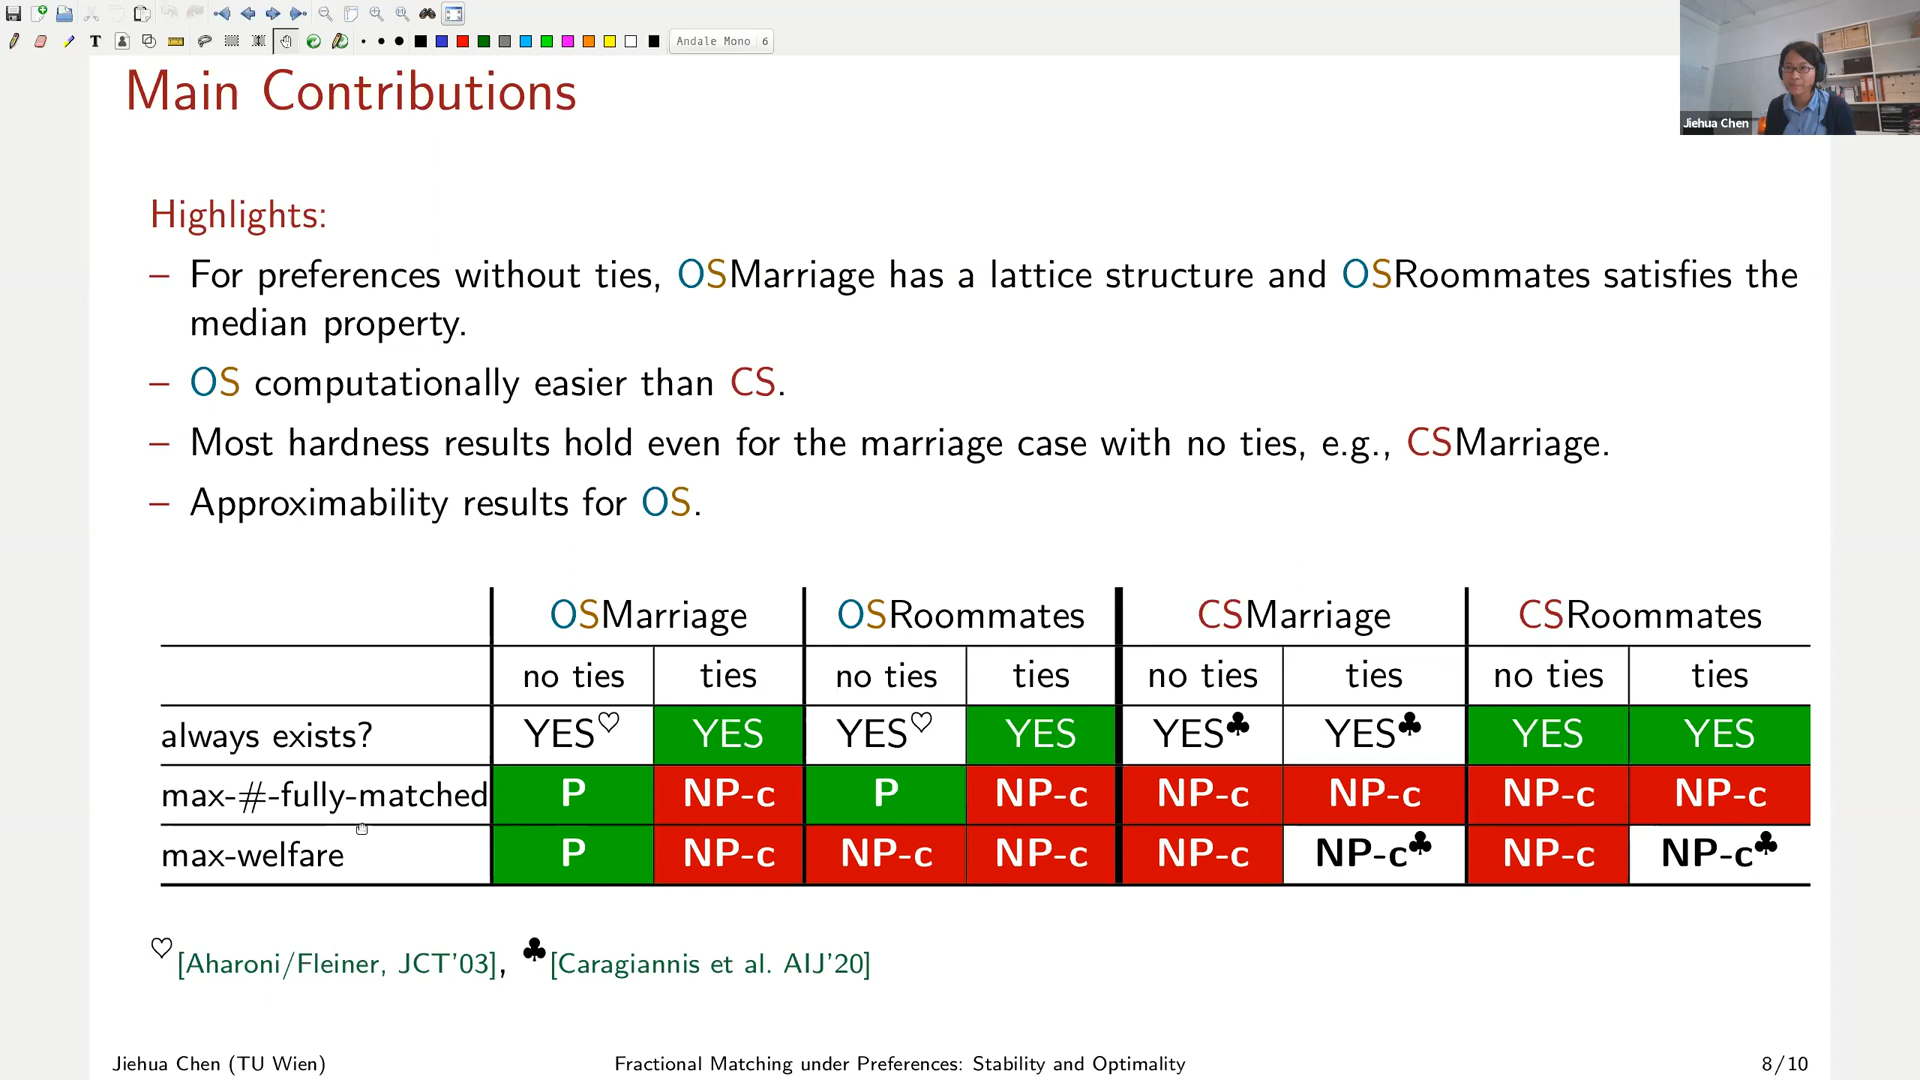 Andale Mono 6
Jiehua Chen
Main Contributions
Highlights:
– For preferences without ties, OSMarriage has a lattice structure and OSRoommates satisfies the
median property.
– OS computationally easier than CS.
– Most hardness results hold even for the marriage case with no ties, e.g., CSMarriage.
– Approximability results for OS.
OSMarriage OSRoommates CSMarriage CSRoommates
no ties ties no ties ties no ties ties no ties ties
always exists? YES♡ YES YES♡ YES YES♣ YES♣ YES YES
max-#-fully-matched P NP-c P NP-c NP-c NP-c NP-c NP-c
max-welfare P NP-c NP-c NP-c NP-c NP-c♣ NP-c NP-c♣
♡[Aharoni/Fleiner, JCT'03], ♣[Caragiannis et al. AIJ'20]
Jiehua Chen (TU Wien) Fractional Matching under Preferences: Stability and Optimality 8/10